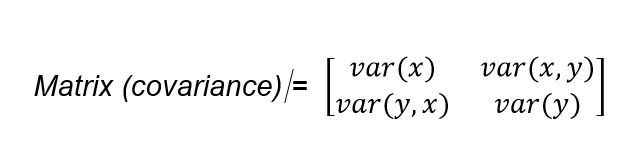 Matrix (covariance)/= [var(x) var(x,y)]
[var(y,x) var(y)]